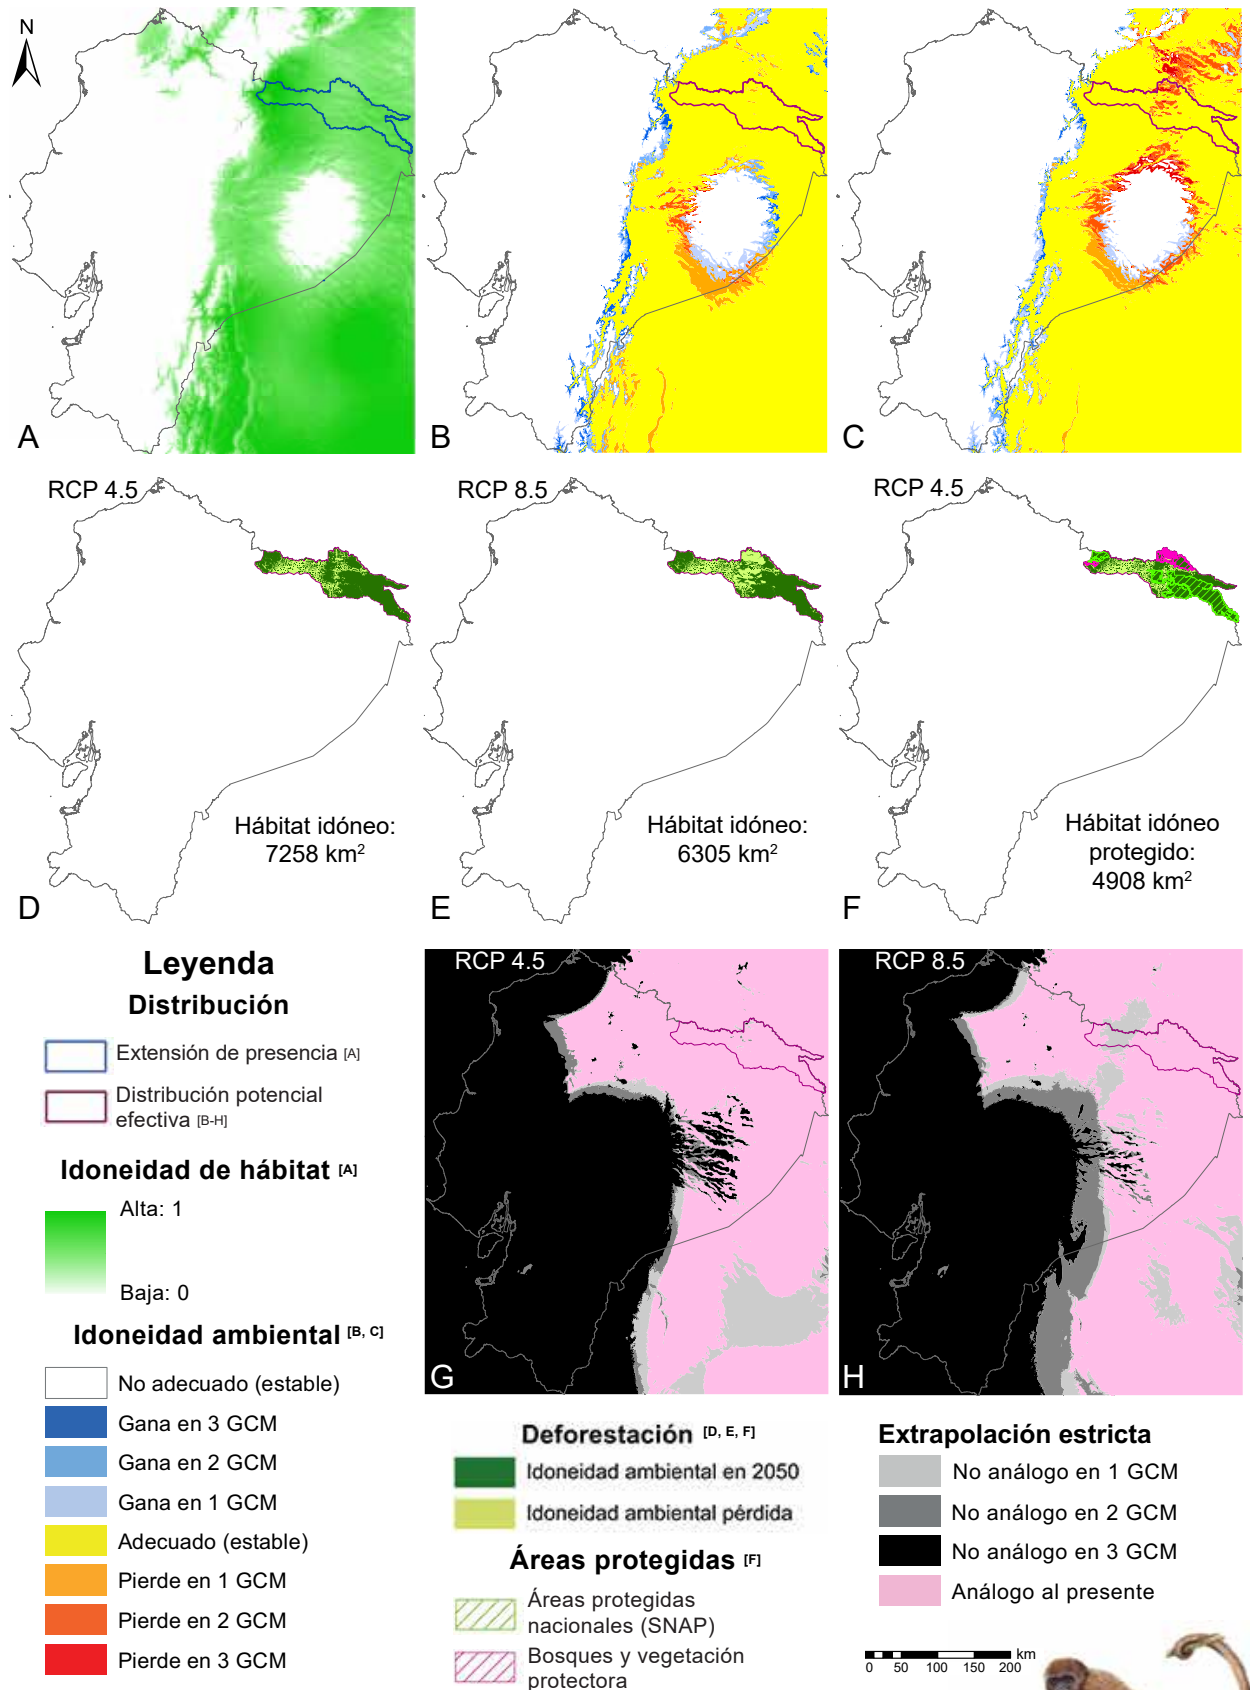 N
A
B
C
RCP 4.5
RCP 8.5
RCP 4.5
Hábitat idóneo:
7258 km²
Hábitat idóneo:
6305 km²
Hábitat idóneo
protegido:
4908 km²
D
E
F
Leyenda
Distribución
Extensión de presencia [A]
Distribución potencial
efectiva [B-H]
Idoneidad de hábitat [A]
Alta: 1
Baja: 0
Idoneidad ambiental [B, C]
No adecuado (estable)
Gana en 3 GCM
Gana en 2 GCM
Gana en 1 GCM
Adecuado (estable)
Pierde en 1 GCM
Pierde en 2 GCM
Pierde en 3 GCM
RCP 4.5
RCP 8.5
G
H
Deforestación [D, E, F]
Idoneidad ambiental en 2050
Idoneidad ambiental pérdida
Áreas protegidas [F]
Áreas protegidas
nacionales (SNAP)
Bosques y vegetación
protectora
Extrapolación estricta
No análogo en 1 GCM
No análogo en 2 GCM
No análogo en 3 GCM
Análogo al presente
km
0 50 100 150 200